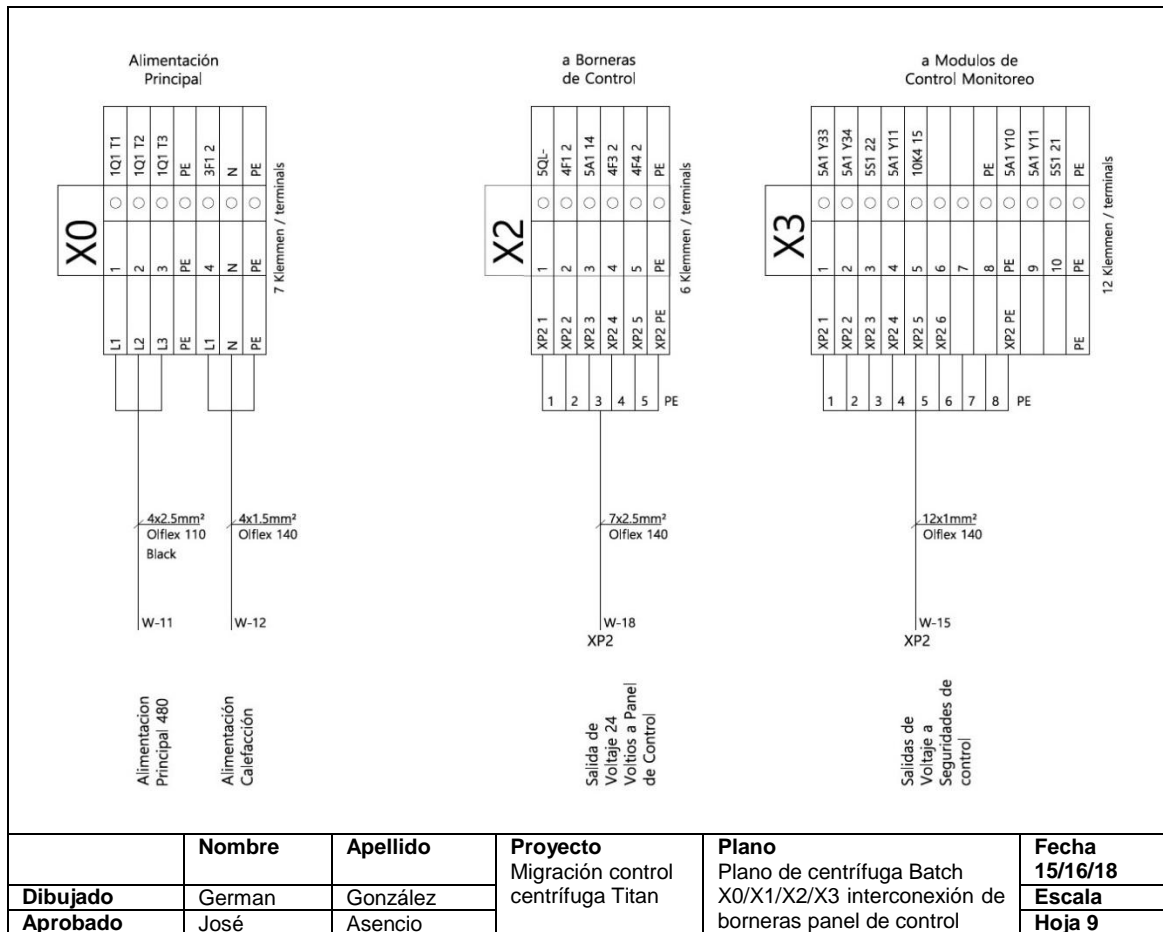 Alimentación
Principal
a Borneras
de Control
a Modulos de
Control Monitoreo
1Q1 T1
1Q1 T2
1Q1 T3
PE
3F1 2
N
PE
X0
1
2
3
PE
4
N
PE
7 Klemmen / terminals
L1
L2
L3
PE
L1
N
PE
5QL-
4F1 2
5A1 14
4F3 2
4F4 2
PE
X2
1
2
3
4
5
PE
6 Klemmen / terminals
XP2 1
XP2 2
XP2 3
XP2 4
XP2 5
XP2 PE
1 2 3 4 5 PE
5A1 Y33
5A1 Y34
5S1 22
5A1 Y11
10K4 15
PE
5A1 Y10
5A1 Y11
5S1 21
PE
X3
1
2
3
4
5
6
7
8
PE
9
10
PE
12 Klemmen / terminals
XP2 1
XP2 2
XP2 3
XP2 4
XP2 5
XP2 6
XP2 PE
PE
1 2 3 4 5 6 7 8 PE
4x2.5mm²
Olflex 110
Black
4x1.5mm²
Olflex 140
7x2.5mm²
Olflex 140
12x1mm²
Olflex 140
W-11
W-12
W-18
XP2
W-15
XP2
Alimentacion
Principal 480
Alimentación
Calefacción
Salida de
Voltaje 24
Voltios a Panel
de Control
Salidas de
Voltaje a
Seguridades de
control
Nombre
Apellido
Proyecto
Migración control
centrífuga Titan
Plano
Plano de centrífuga Batch
X0/X1/X2/X3 interconexión de
borneras panel de control
Fecha
15/16/18
Dibujado
German
González
Escala
Aprobado
José
Asencio
Hoja 9